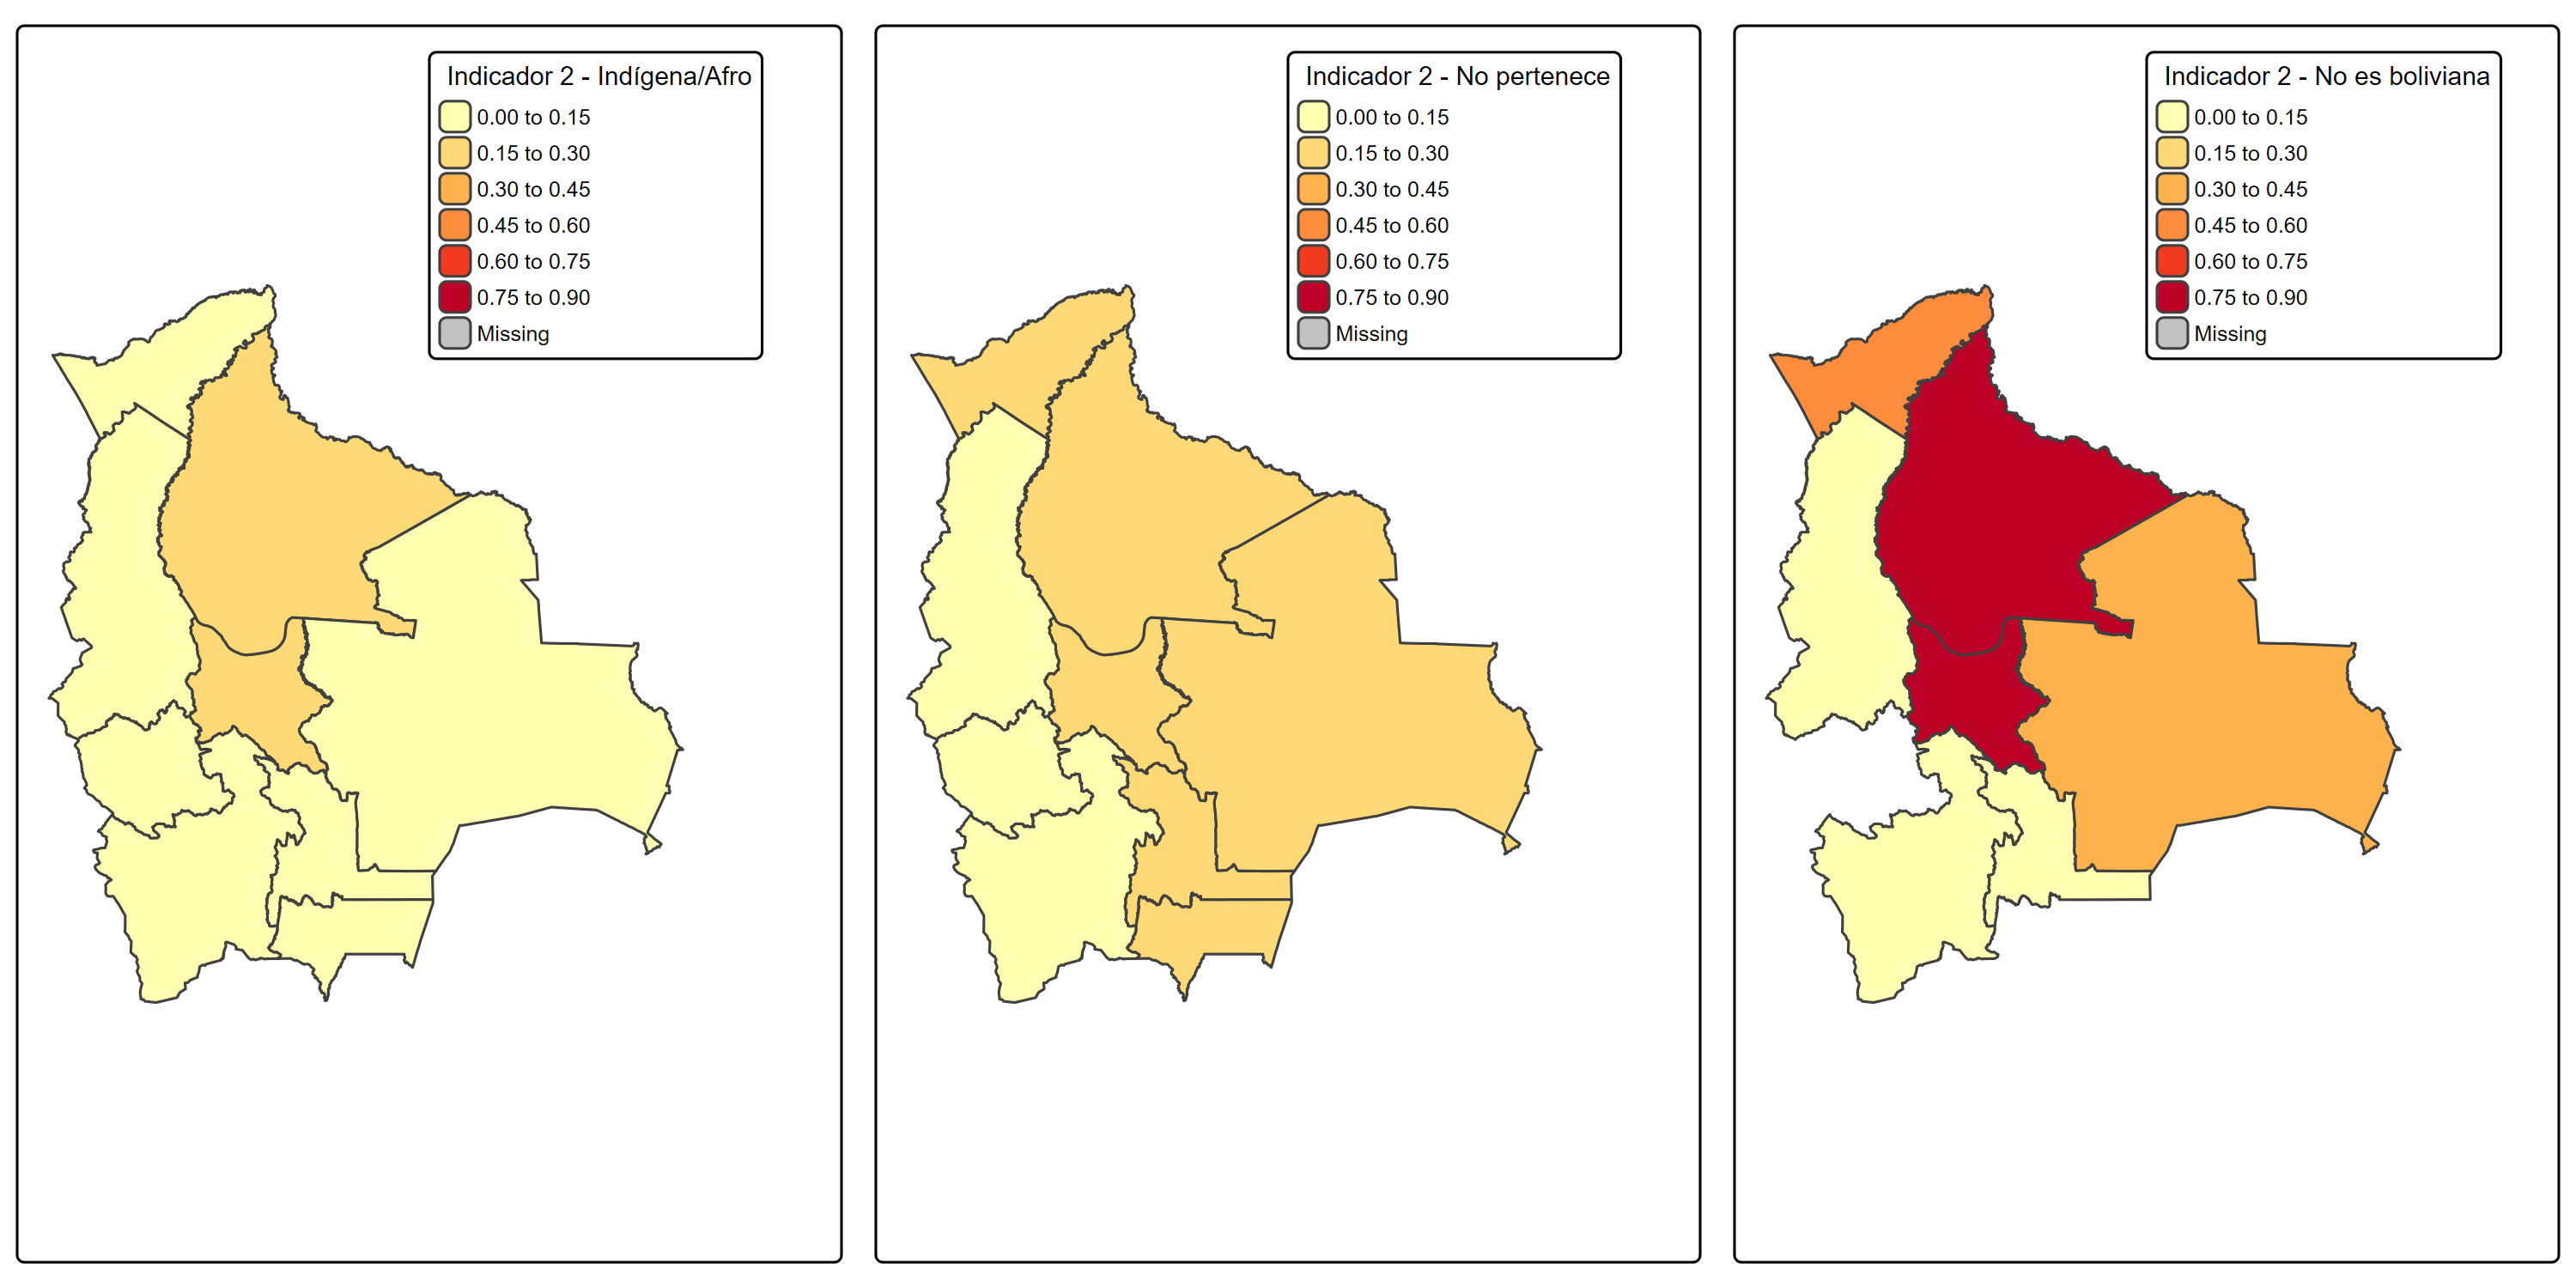 Indicador 2 - Indígena/Afro
0.00 to 0.15
0.15 to 0.30
0.30 to 0.45
0.45 to 0.60
0.60 to 0.75
0.75 to 0.90
Missing
Indicador 2 - No pertenece
0.00 to 0.15
0.15 to 0.30
0.30 to 0.45
0.45 to 0.60
0.60 to 0.75
0.75 to 0.90
Missing
Indicador 2 - No es boliviana
0.00 to 0.15
0.15 to 0.30
0.30 to 0.45
0.45 to 0.60
0.60 to 0.75
0.75 to 0.90
Missing